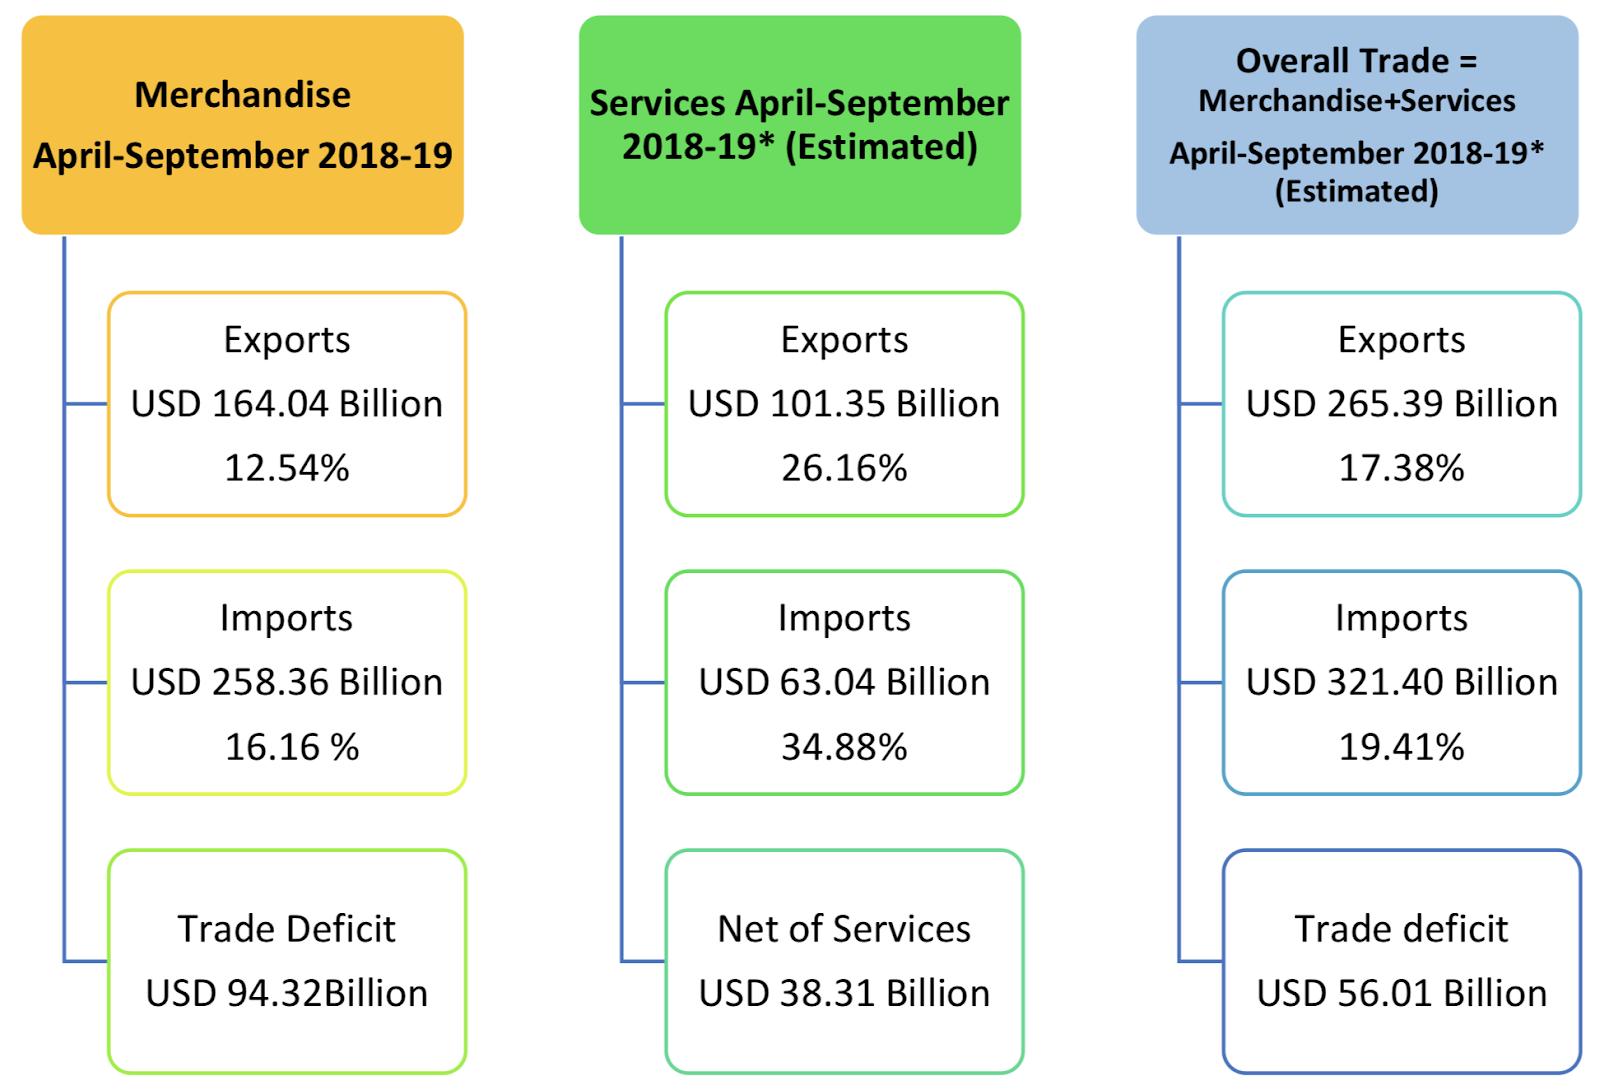 Merchandise
April-September 2018-19
Exports
USD 164.04 Billion
12.54%
Imports
USD 258.36 Billion
16.16 %
Trade Deficit
USD 94.32Billion
Services April-September
2018-19* (Estimated)
Exports
USD 101.35 Billion
26.16%
Imports
USD 63.04 Billion
34.88%
Net of Services
USD 38.31 Billion
Overall Trade =
Merchandise+Services
April-September 2018-19*
(Estimated)
Exports
USD 265.39 Billion
17.38%
Imports
USD 321.40 Billion
19.41%
Trade deficit
USD 56.01 Billion